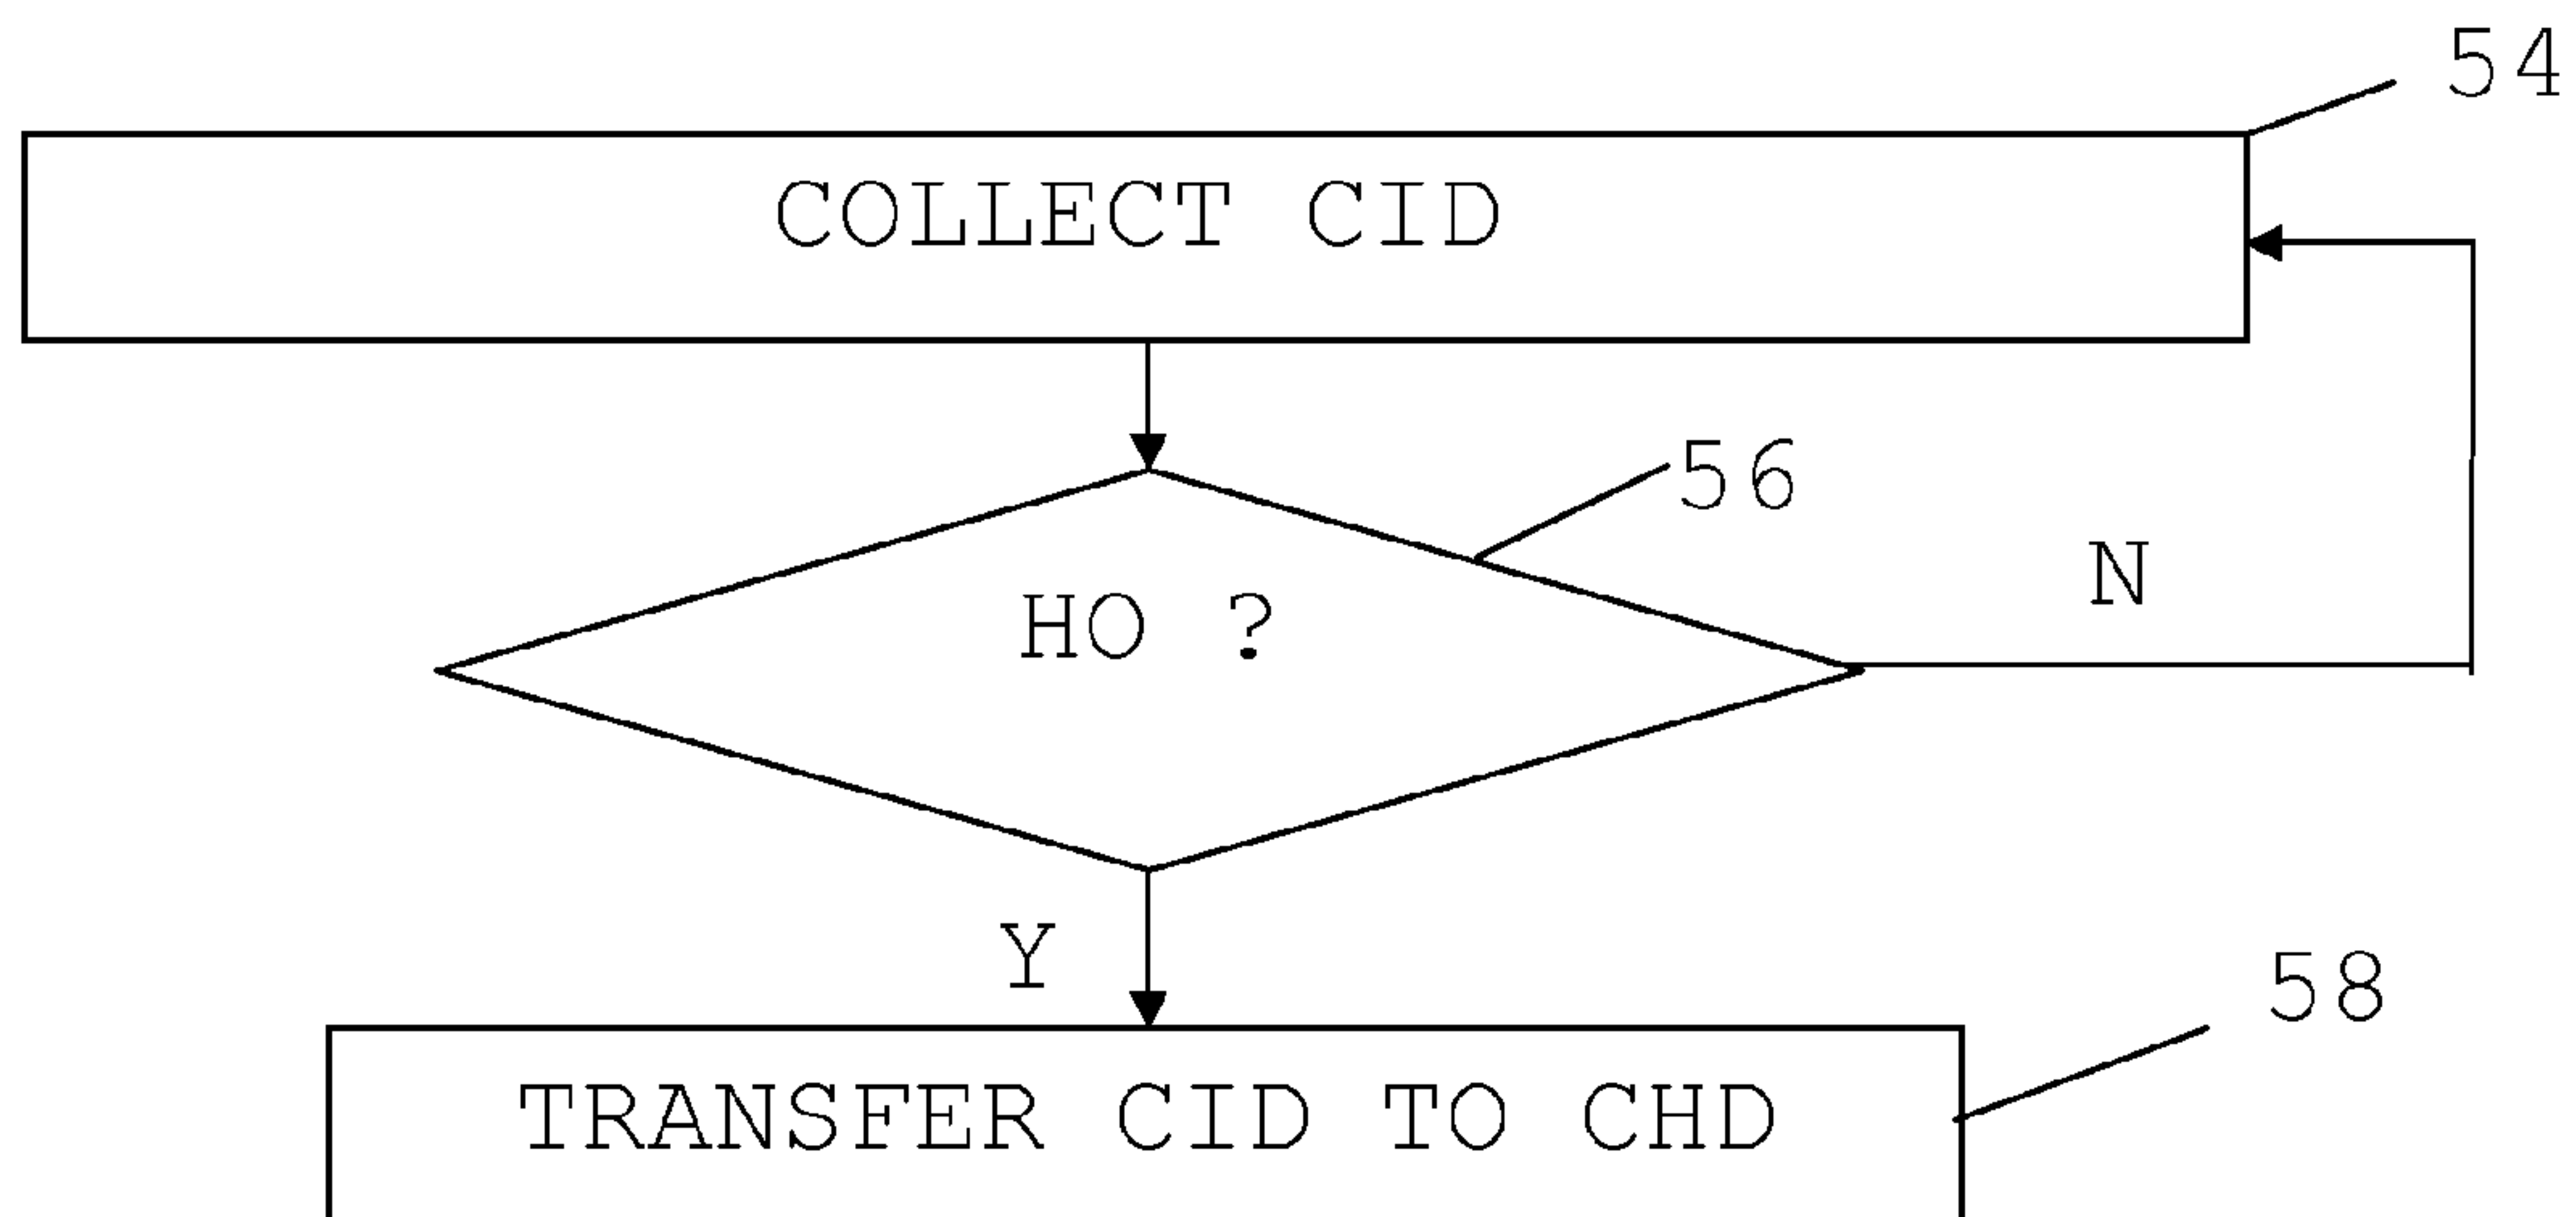 54
COLLECT CID
56
N
HO ?
Y
58
TRANSFER CID TO CHD